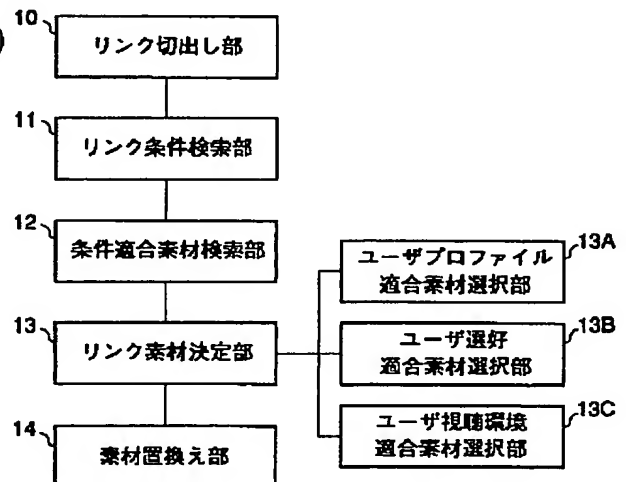 10
リンク切出し部
11
リンク条件検索部
12
条件適合素材検索部
13
リンク素材決定部
14
素材置換え部
13A
ユーザプロファイル
適合素材選択部
13B
ユーザ選好
適合素材選択部
13C
ユーザ視聴環境
適合素材選択部